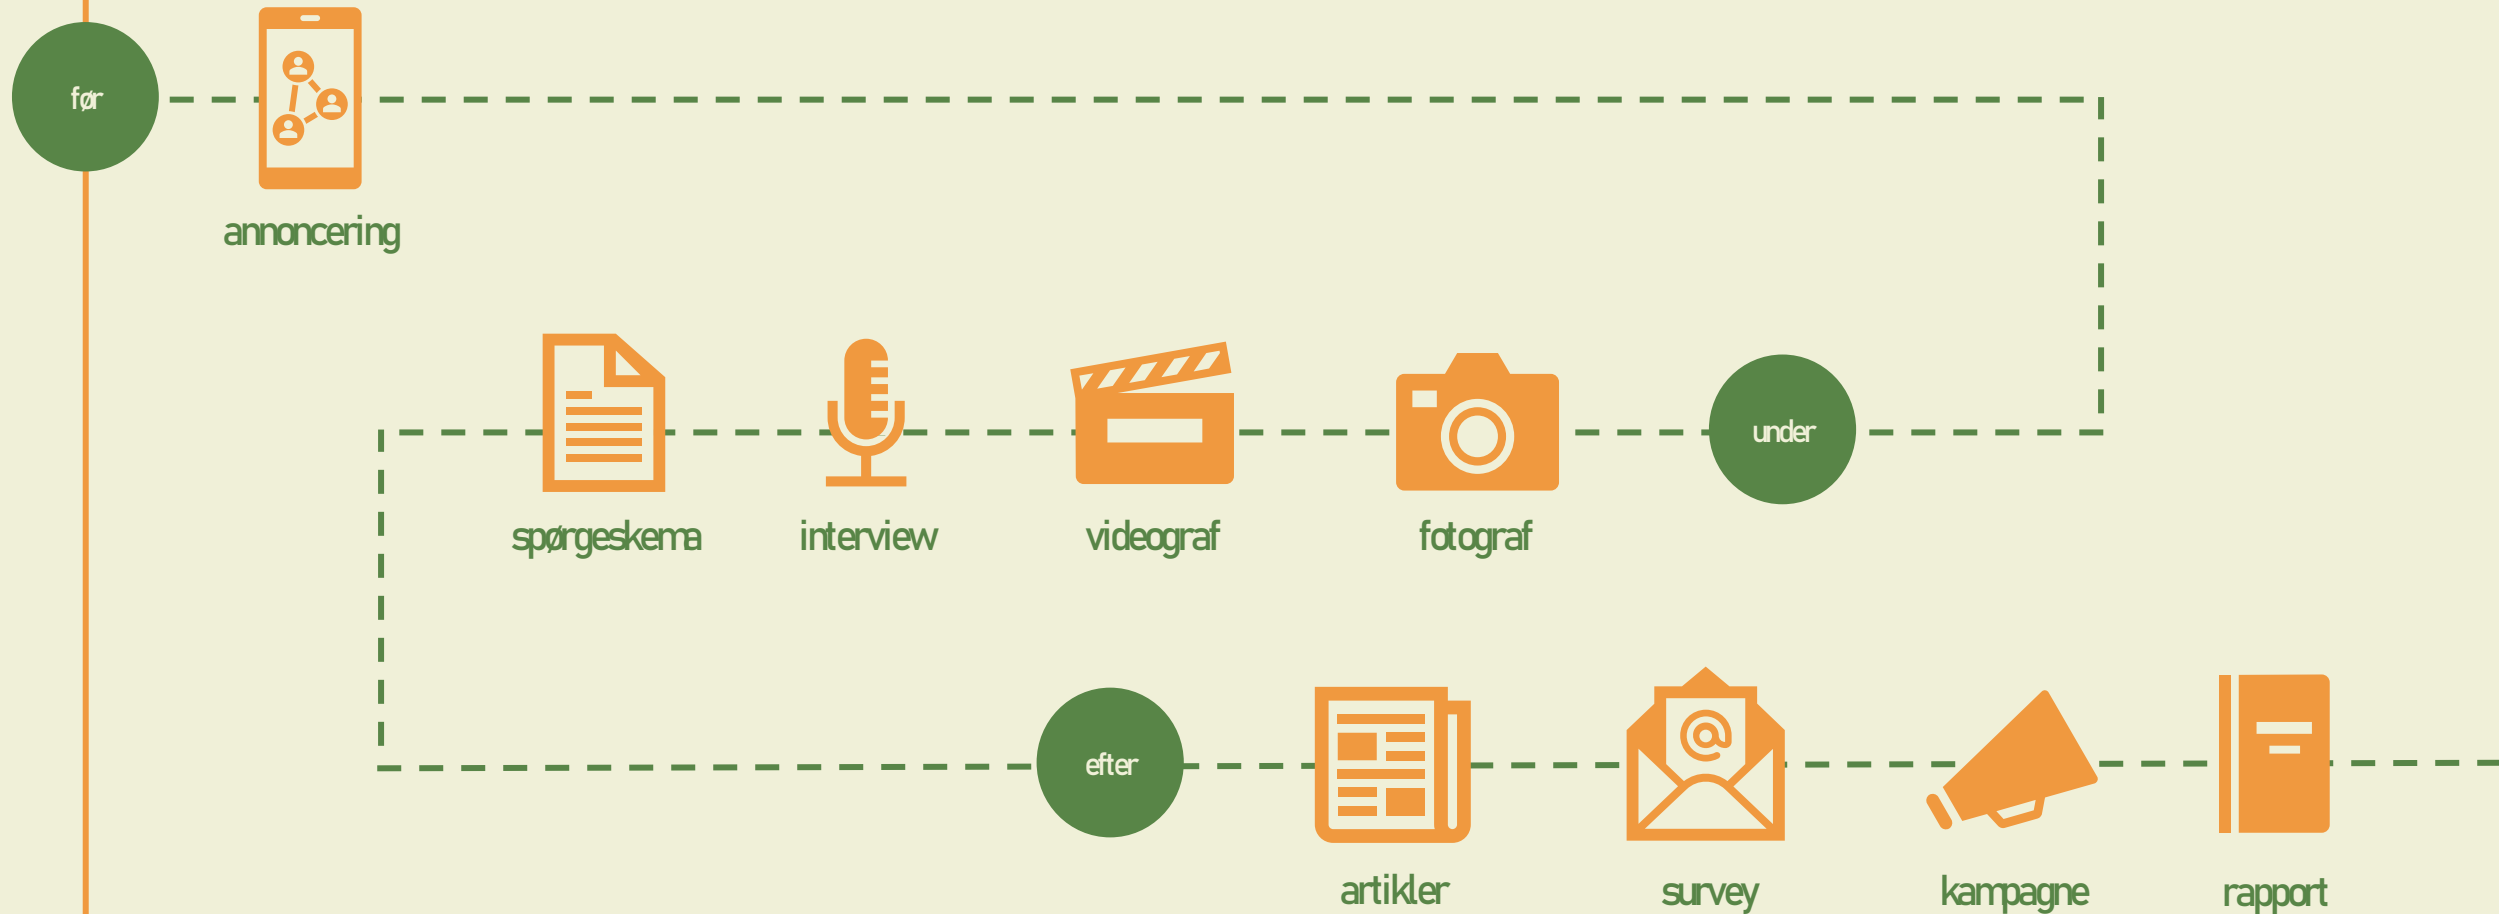 før
annoncering
under
spørgeskema interview videograf fotograf
efter
artikler survey kampagne rapport